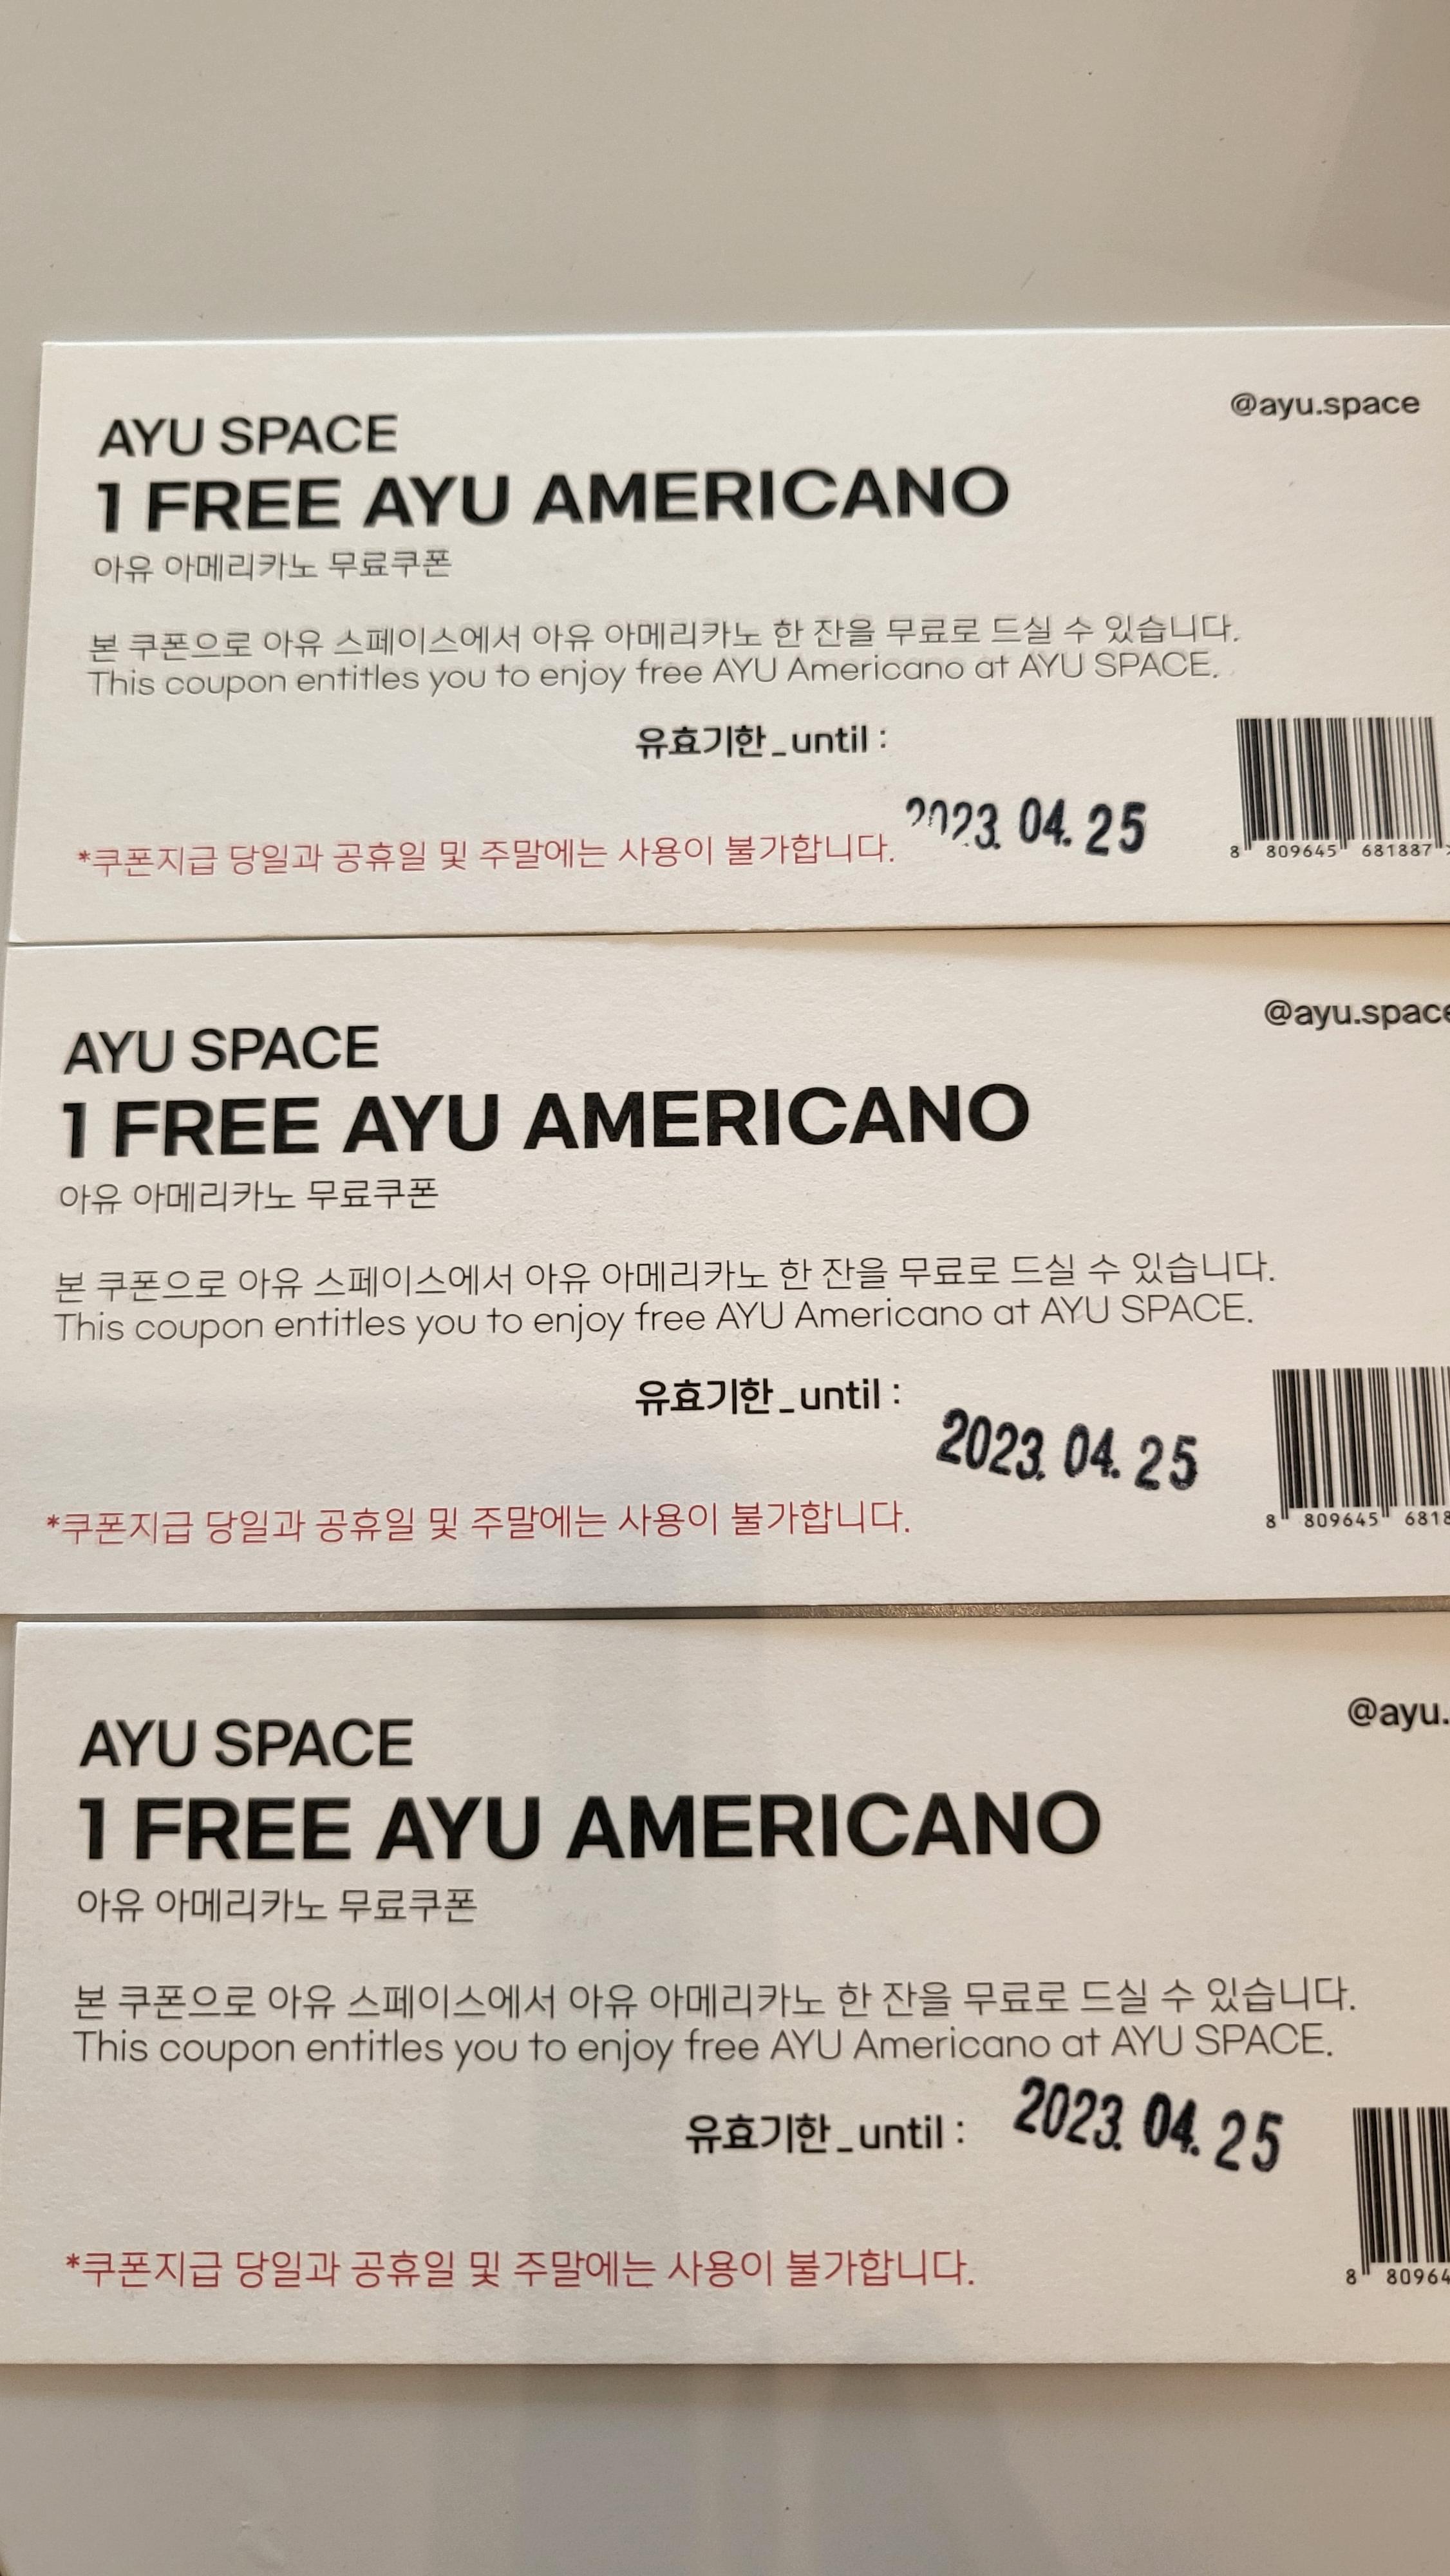 @ayu.space
AYU SPACE
1 FREE AYU AMERICANO
아유 아메리카노 무료쿠폰
본 쿠폰으로 아유 스페이스에서 아유 아메리카노 한 잔을 무료로 드실 수 있습니다.
This coupon entitles you to enjoy free AYU Americano at AYU SPACE.
유효기한_until :
2023. 04. 25
*쿠폰지급 당일과 공휴일 및 주말에는 사용이 불가합니다.
8 809645 681887 >
@ayu.space
AYU SPACE
1 FREE AYU AMERICANO
아유 아메리카노 무료쿠폰
본 쿠폰으로 아유 스페이스에서 아유 아메리카노 한 잔을 무료로 드실 수 있습니다.
This coupon entitles you to enjoy free AYU Americano at AYU SPACE.
유효기한_until :
2023. 04. 25
*쿠폰지급 당일과 공휴일 및 주말에는 사용이 불가합니다.
8 809645 6818
@ayu.
AYU SPACE
1 FREE AYU AMERICANO
아유 아메리카노 무료쿠폰
본 쿠폰으로 아유 스페이스에서 아유 아메리카노 한 잔을 무료로 드실 수 있습니다.
This coupon entitles you to enjoy free AYU Americano at AYU SPACE.
유효기한_until :
2023. 04. 25
*쿠폰지급 당일과 공휴일 및 주말에는 사용이 불가합니다.
8 80964